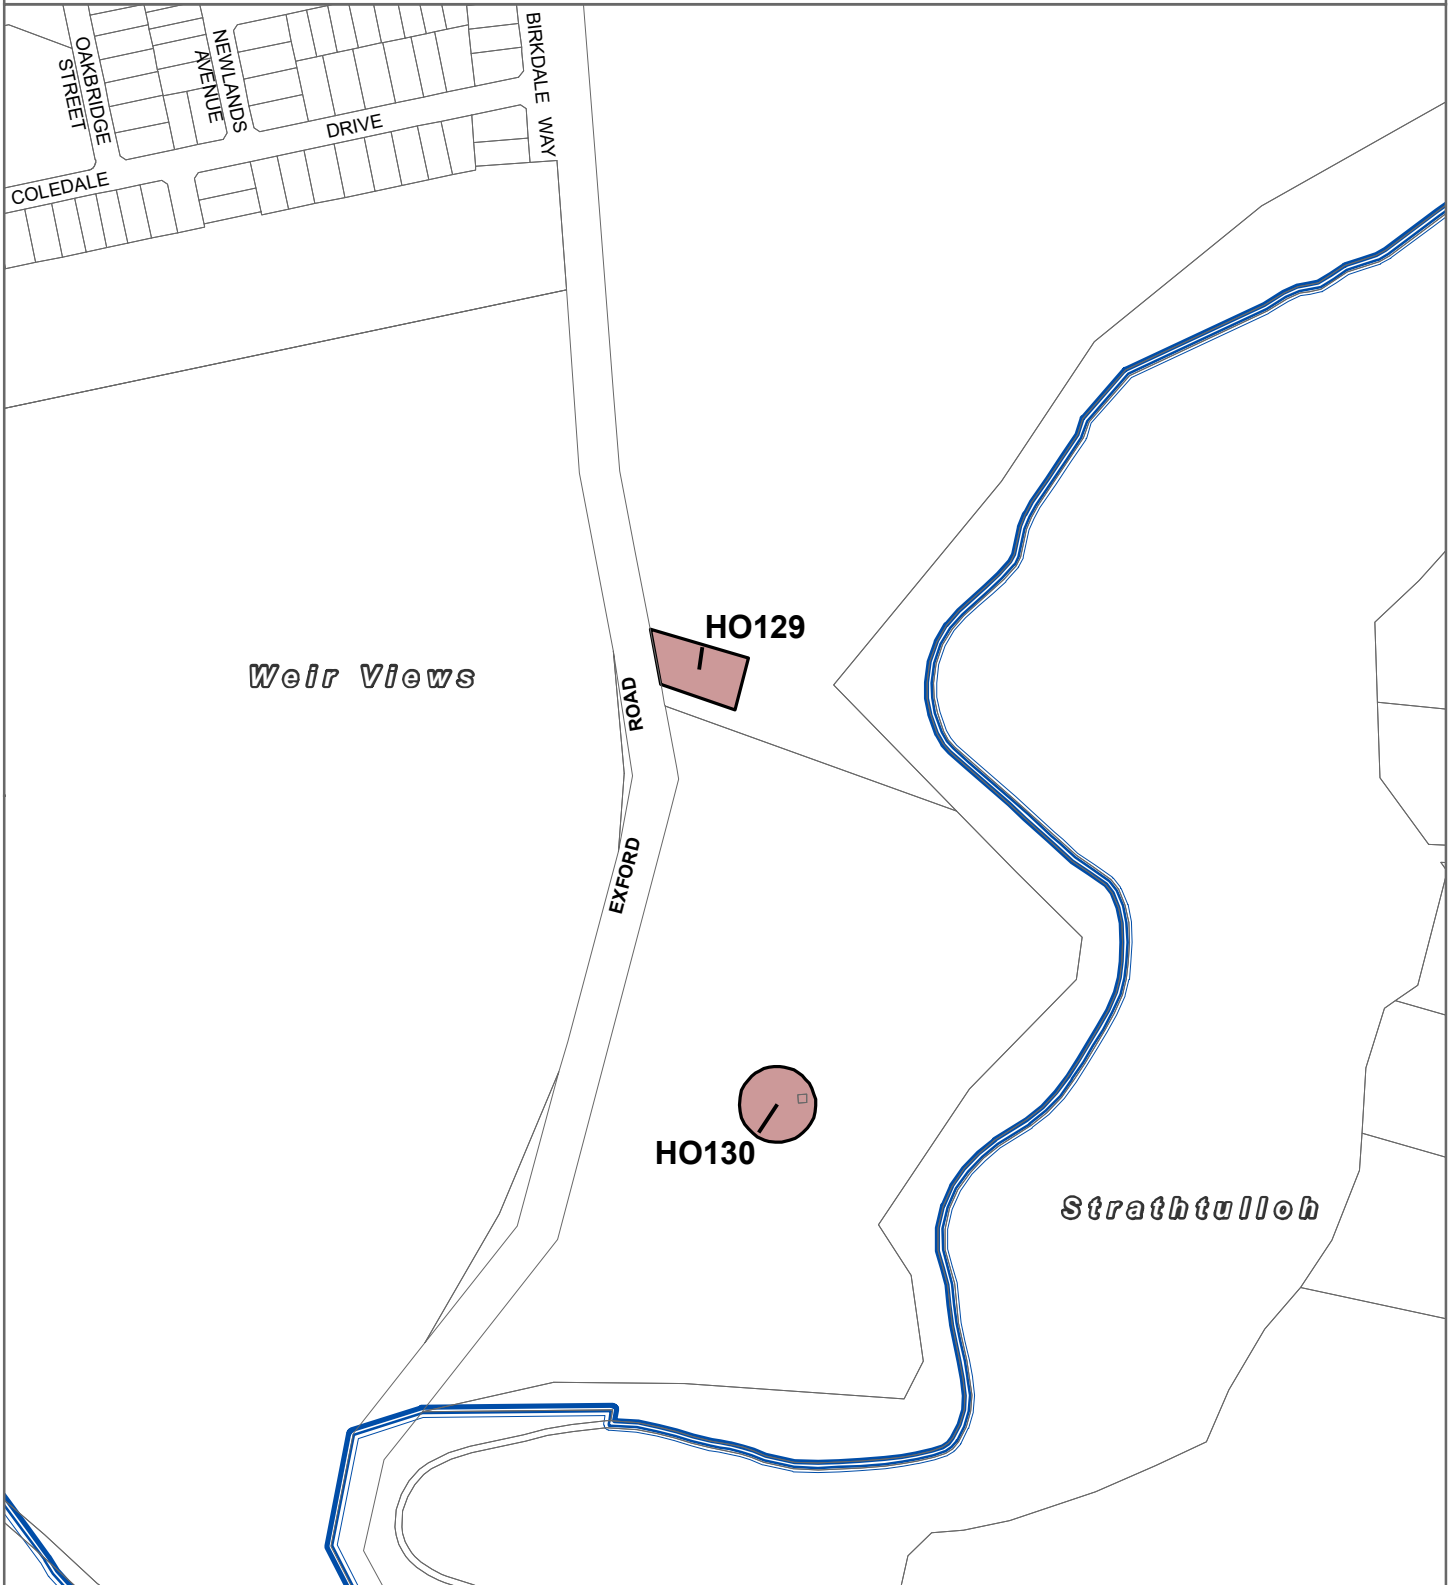 OAKBRIDGE
STREET
NEWLANDS
AVENUE
BIRKDALE WAY
DRIVE
COLEDALE
HO129
Weir Views
ROAD
EXFORD
HO130
Strathtulloh